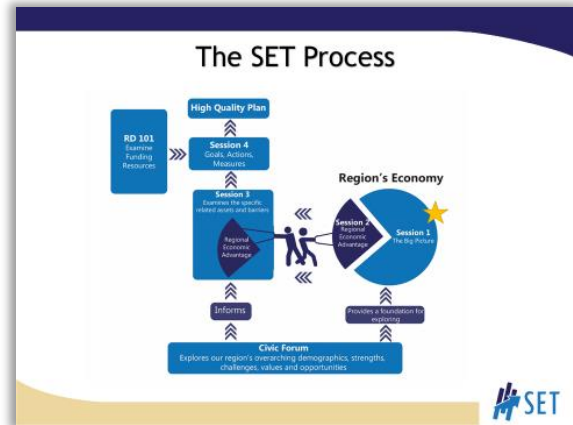 The SET Process
High Quality Plan
RD 101
Examine
Funding
Resources
Session 4
Goals, Actions,
Measures
Region's Economy
Session 3
Examines the specific
related assets and barriers
Regional
Economic
Advantage
Session 2
Regional
Economic
Advantage
Session 1
The Big Picture
Informs
Provides a foundation for
exploring
Civic Forum
Explores our region's overarching demographics, strengths,
challenges, values and opportunities
SET